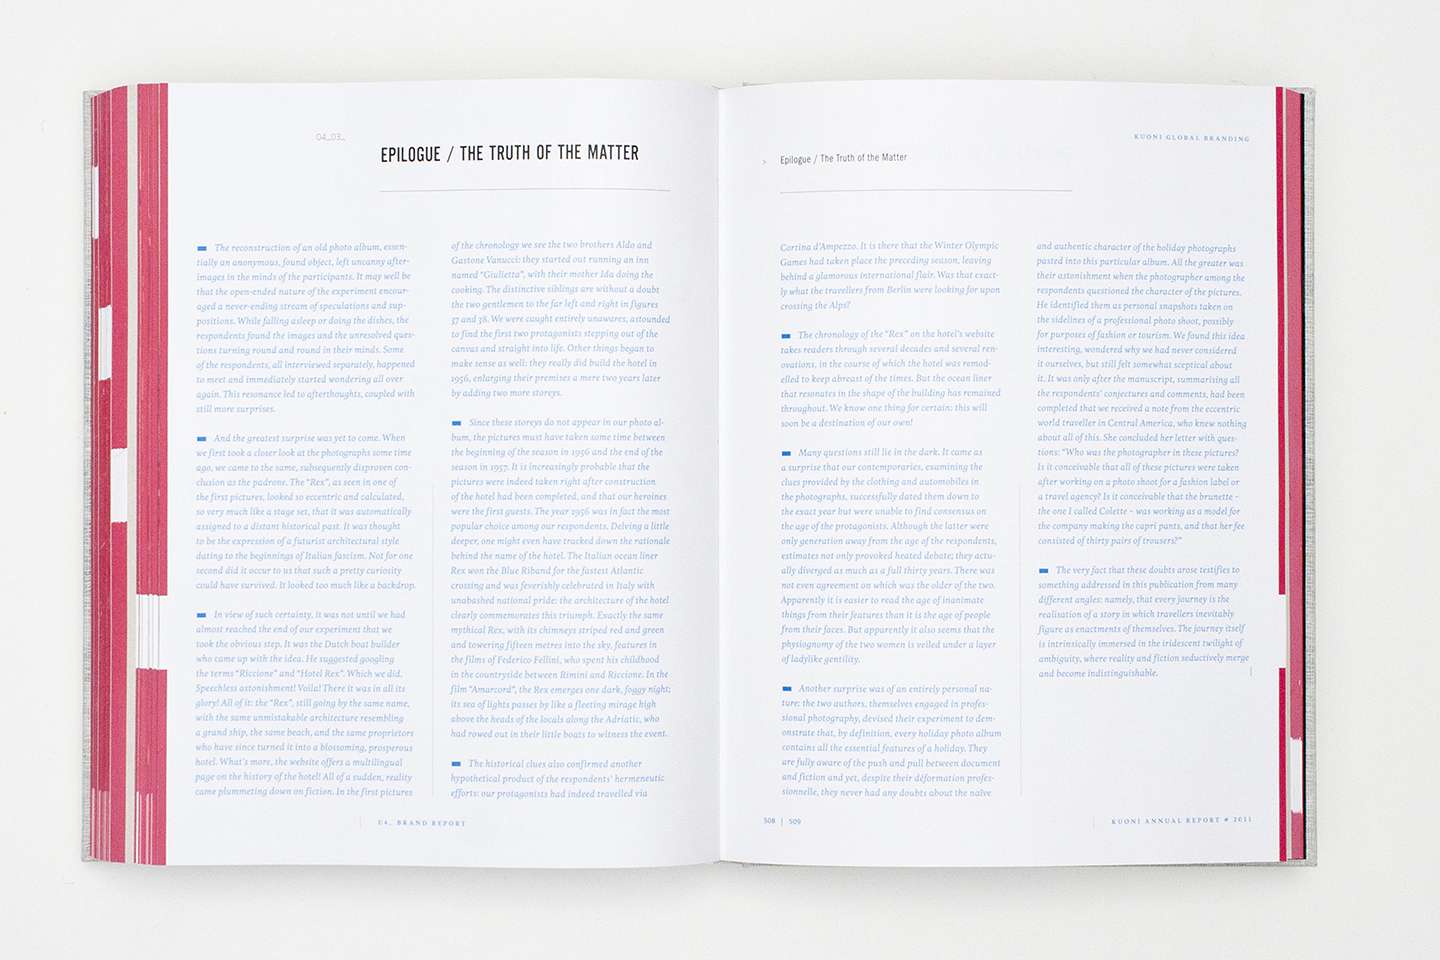 04_03_
EPILOGUE / THE TRUTH OF THE MATTER
The reconstruction of an old photo album, essen-
tially an anonymous, found object, left uncanny after-
images in the minds of the participants. It may well be
that the open-ended nature of the experiment encour-
aged a never-ending stream of speculations and sup-
positions. While falling asleep or doing the dishes, the
respondents found the images and the unresolved ques-
tions turning round and round in their minds. Some
of the respondents, all interviewed separately, happened
to meet and immediately started wondering all over
again. This resonance led to afterthoughts, coupled with
still more surprises.
And the greatest surprise was yet to come. When
we first took a closer look at the photographs some time
ago, we came to the same, subsequently disproven con-
clusion as the padrone. The "Rex", as seen in one of
the first pictures, looked so eccentric and calculated,
so very much like a stage set, that it was automatically
assigned to a distant historical past. It was thought
to be the expression of a futurist architectural style
dating to the beginnings of Italian fascism. Not for one
second did it occur to us that such a pretty curiosity
could have survived. It looked too much like a backdrop.
In view of such certainty, it was not until we had
almost reached the end of our experiment that we
took the obvious step. It was the Dutch boat builder
who came up with the idea. He suggested googling
the terms "Riccione" and "Hotel Rex". Which we did.
Speechless astonishment! Voila! There it was in all its
glory! All of it: the "Rex", still going by the same name,
with the same unmistakable architecture resembling
a grand ship, the same beach, and the same proprietors
who have since turned it into a blossoming, prosperous
hotel. What's more, the website offers a multilingual
page on the history of the hotel! All of a sudden, reality
came plummeting down on fiction. In the first pictures
of the chronology we see the two brothers Aldo and
Gastone Vanucci: they started out running an inn
named "Giulietta", with their mother Ida doing the
cooking. The distinctive siblings are without a doubt
the two gentlemen to the far left and right in figures
37 and 38. We were caught entirely unawares; astounded
to find the first two protagonists stepping out of the
canvas and straight into life. Other things began to
make sense as well: they really did build the hotel in
1956, enlarging their premises a mere two years later
by adding two more storeys.
Since these storeys do not appear in our photo al-
bum, the pictures must have taken some time between
the beginning of the season in 1956 and the end of the
season in 1957. It is increasingly probable that the
pictures were indeed taken right after construction
of the hotel had been completed, and that our heroines
were the first guests. The year 1956 was in fact the most
popular choice among our respondents. Delving a little
deeper, one might even have tracked down the rationale
behind the name of the hotel. The Italian ocean liner
Rex won the Blue Riband for the fastest Atlantic
crossing and was feverishly celebrated in Italy with
unabashed national pride: the architecture of the hotel
clearly commemorates this triumph. Exactly the same
mythical Rex, with its chimneys striped red and green
and towering fifteen metres into the sky, features in
the films of Federico Fellini, who spent his childhood
in the countryside between Rimini and Riccione. In the
film "Amarcord", the Rex emerges one dark, foggy night;
its sea of lights passes by like a fleeting mirage high
above the heads of the locals along the Adriatic, who
had rowed out in their little boats to witness the event.
The historical clues also confirmed another
hypothetical product of the respondents' hermeneutic
efforts: our protagonists had indeed travelled via
04_ BRAND REPORT
KUONI GLOBAL BRANDING
> Epilogue / The Truth of the Matter
Cortina d'Ampezzo. It is there that the Winter Olympic
Games had taken place the preceding season, leaving
behind a glamorous international flair. Was that exact-
ly what the travellers from Berlin were looking for upon
crossing the Alps?
The chronology of the "Rex" on the hotel's website
takes readers through several decades and several ren-
ovations, in the course of which the hotel was remod-
elled to keep abreast of the times. But the ocean liner
that resonates in the shape of the building has remained
throughout. We know one thing for certain: this will
soon be a destination of our own!
Many questions still lie in the dark. It came as
a surprise that our contemporaries, examining the
clues provided by the clothing and automobiles in
the photographs, successfully dated them down to
the exact year but were unable to find consensus on
the age of the protagonists. Although the latter were
only generation away from the age of the respondents,
estimates not only provoked heated debate; they actu-
ally diverged as much as a full thirty years. There was
not even agreement on which was the older of the two.
Apparently it is easier to read the age of inanimate
things from their features than it is the age of people
from their faces. But apparently it also seems that the
physiognomy of the two women is veiled under a layer
of ladylike gentility.
Another surprise was of an entirely personal na-
ture: the two authors, themselves engaged in profes-
sional photography, devised their experiment to dem-
onstrate that, by definition, every holiday photo album
contains all the essential features of a holiday. They
are fully aware of the push and pull between document
and fiction and yet, despite their déformation profes-
sionnelle, they never had any doubts about the naïve
and authentic character of the holiday photographs
pasted into this particular album. All the greater was
their astonishment when the photographer among the
respondents questioned the character of the pictures.
He identified them as personal snapshots taken on
the sidelines of a professional photo shoot, possibly
for purposes of fashion or tourism. We found this idea
interesting, wondered why we had never considered
it ourselves, but still felt somewhat sceptical about
it. It was only after the manuscript, summarising all
the respondents' conjectures and comments, had been
completed that we received a note from the eccentric
world traveller in Central America, who knew nothing
about all of this. She concluded her letter with ques-
tions: "Who was the photographer in these pictures?
Is it conceivable that all of these pictures were taken
after working on a photo shoot for a fashion label or
a travel agency? Is it conceivable that the brunette –
the one I called Colette – was working as a model for
the company making the capri pants, and that her fee
consisted of thirty pairs of trousers?"
The very fact that these doubts arose testifies to
something addressed in this publication from many
different angles: namely, that every journey is the
realisation of a story in which travellers inevitably
figure as enactments of themselves. The journey itself
is intrinsically immersed in the iridescent twilight of
ambiguity, where reality and fiction seductively merge
and become indistinguishable.
508 | 509
KUONI ANNUAL REPORT # 2011